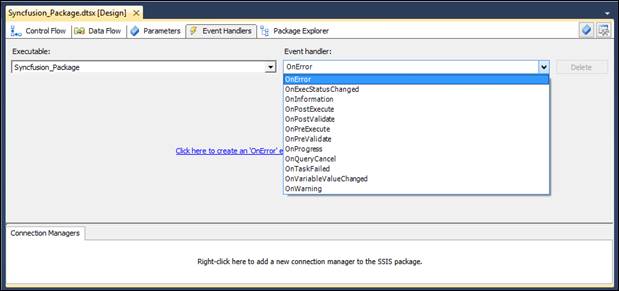 Syncfusion_Package.dtsx [Design]
Control Flow Data Flow Parameters Event Handlers Package Explorer
Executable: Event handler:
Syncfusion_Package OnError Delete
OnError
OnExecStatusChanged
OnInformation
OnPostExecute
OnPostValidate
OnPreExecute
OnPreValidate
Click here to create an 'OnError' e
OnProgress
OnQueryCancel
OnTaskFailed
OnVariableValueChanged
OnWarning
Connection Managers
Right-click here to add a new connection manager to the SSIS package.